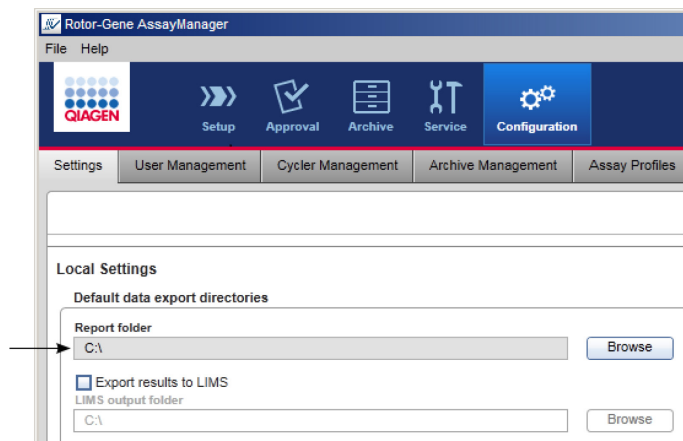 Rotor-Gene AssayManager
File Help
QIAGEN
Setup Approval Archive Service Configuration
Settings User Management Cycler Management Archive Management Assay Profiles
Local Settings
Default data export directories
Report folder
C:\ Browse
Export results to LIMS
LIMS output folder
C:\ Browse